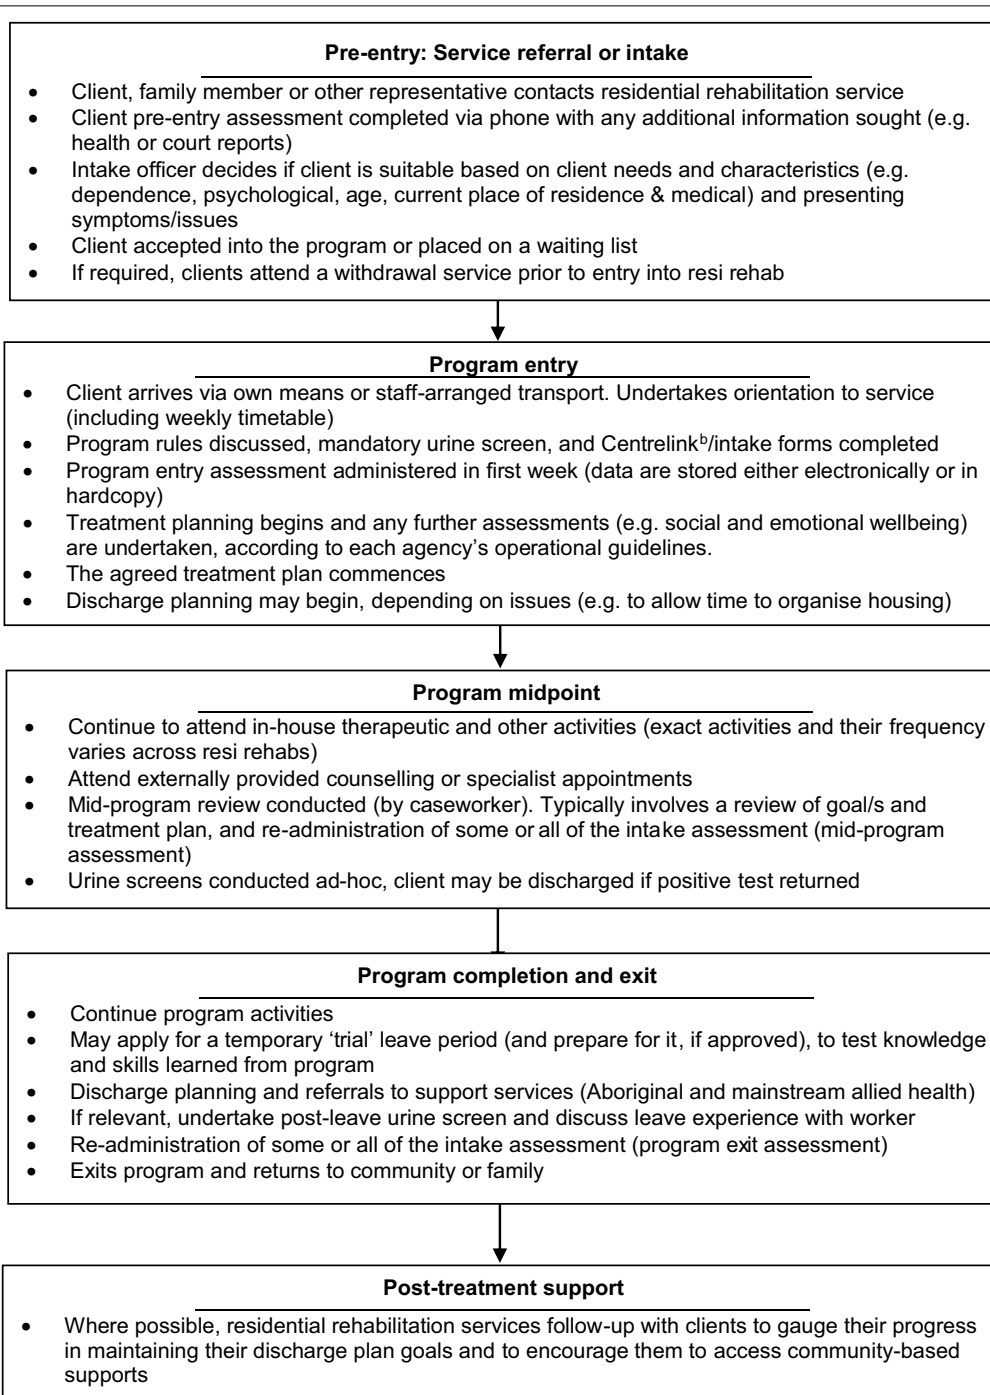 Pre-entry: Service referral or intake
• Client, family member or other representative contacts residential rehabilitation service
• Client pre-entry assessment completed via phone with any additional information sought (e.g.
health or court reports)
• Intake officer decides if client is suitable based on client needs and characteristics (e.g.
dependence, psychological, age, current place of residence & medical) and presenting
symptoms/issues
• Client accepted into the program or placed on a waiting list
• If required, clients attend a withdrawal service prior to entry into resi rehab
Program entry
• Client arrives via own means or staff-arranged transport. Undertakes orientation to service
(including weekly timetable)
• Program rules discussed, mandatory urine screen, and Centrelinkᵇ/intake forms completed
• Program entry assessment administered in first week (data are stored either electronically or in
hardcopy)
• Treatment planning begins and any further assessments (e.g. social and emotional wellbeing)
are undertaken, according to each agency’s operational guidelines.
• The agreed treatment plan commences
• Discharge planning may begin, depending on issues (e.g. to allow time to organise housing)
Program midpoint
• Continue to attend in-house therapeutic and other activities (exact activities and their frequency
varies across resi rehabs)
• Attend externally provided counselling or specialist appointments
• Mid-program review conducted (by caseworker). Typically involves a review of goal/s and
treatment plan, and re-administration of some or all of the intake assessment (mid-program
assessment)
• Urine screens conducted ad-hoc, client may be discharged if positive test returned
Program completion and exit
• Continue program activities
• May apply for a temporary ‘trial’ leave period (and prepare for it, if approved), to test knowledge
and skills learned from program
• Discharge planning and referrals to support services (Aboriginal and mainstream allied health)
• If relevant, undertake post-leave urine screen and discuss leave experience with worker
• Re-administration of some or all of the intake assessment (program exit assessment)
• Exits program and returns to community or family
Post-treatment support
• Where possible, residential rehabilitation services follow-up with clients to gauge their progress
in maintaining their discharge plan goals and to encourage them to access community-based
supports